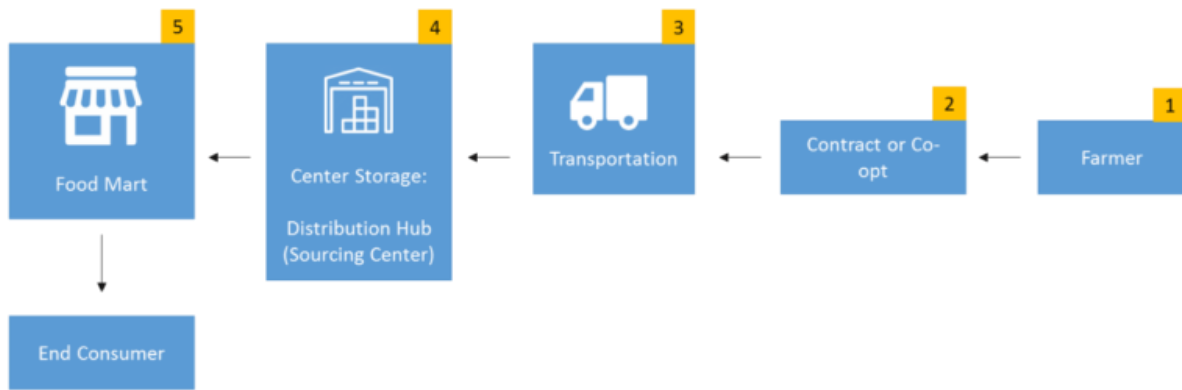 5
Food Mart
End Consumer
4
Center Storage:
Distribution Hub
(Sourcing Center)
3
Transportation
2
Contract or Co-
opt
1
Farmer